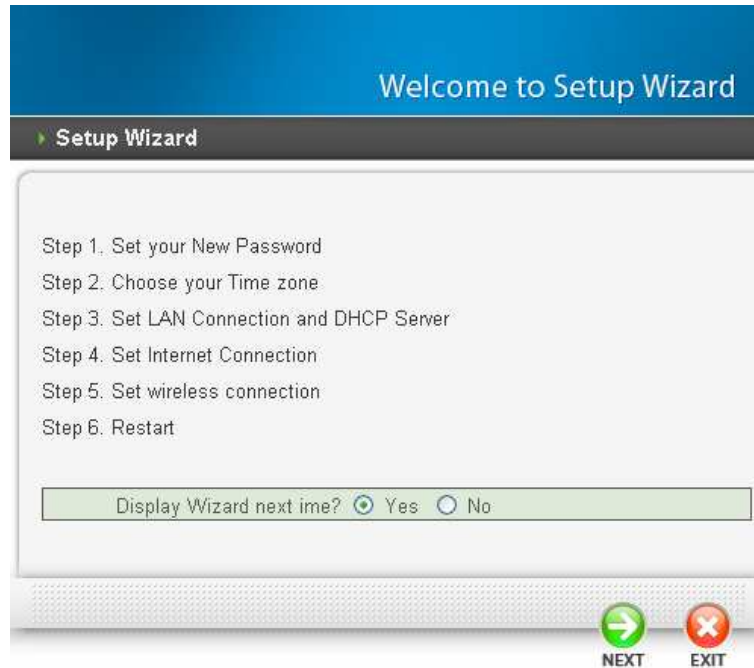 Welcome to Setup Wizard
Setup Wizard
Step 1. Set your New Password
Step 2. Choose your Time zone
Step 3. Set LAN Connection and DHCP Server
Step 4. Set Internet Connection
Step 5. Set wireless connection
Step 6. Restart
Display Wizard next ime? Yes No
NEXT EXIT